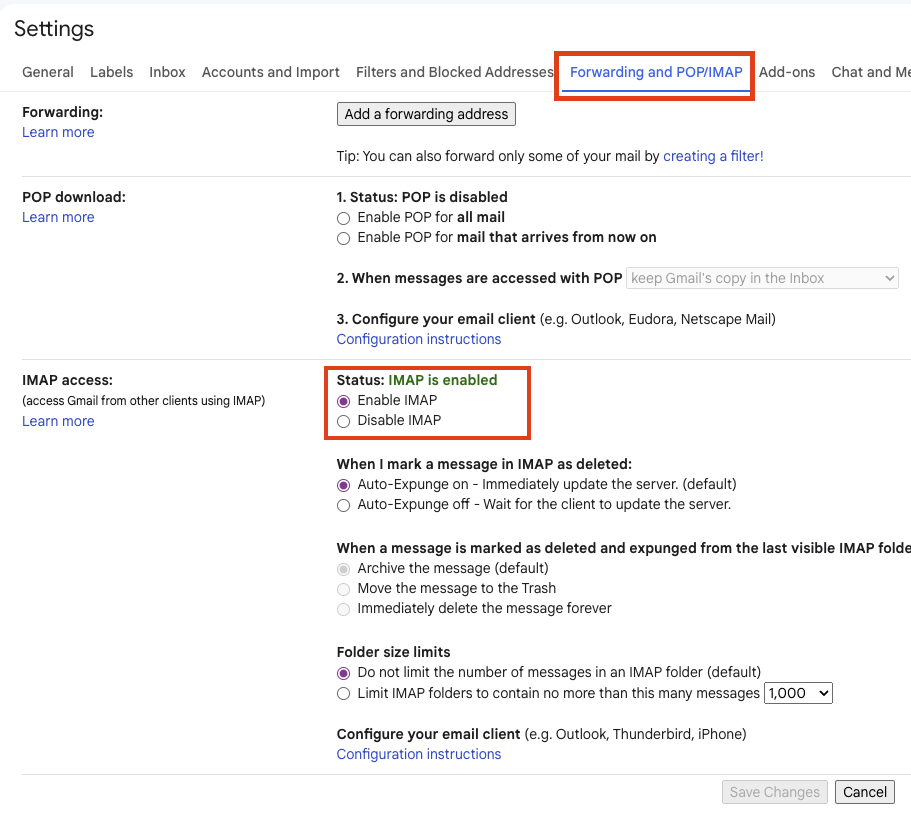 Settings
General Labels Inbox Accounts and Import Filters and Blocked Addresses Forwarding and POP/IMAP Add-ons Chat and Me
Forwarding:
Learn more
Add a forwarding address
Tip: You can also forward only some of your mail by creating a filter!
POP download:
Learn more
1. Status: POP is disabled
Enable POP for all mail
Enable POP for mail that arrives from now on
2. When messages are accessed with POP keep Gmail's copy in the Inbox
3. Configure your email client (e.g. Outlook, Eudora, Netscape Mail)
Configuration instructions
IMAP access:
(access Gmail from other clients using IMAP)
Learn more
Status: IMAP is enabled
Enable IMAP
Disable IMAP
When I mark a message in IMAP as deleted:
Auto-Expunge on - Immediately update the server. (default)
Auto-Expunge off - Wait for the client to update the server.
When a message is marked as deleted and expunged from the last visible IMAP folde
Archive the message (default)
Move the message to the Trash
Immediately delete the message forever
Folder size limits
Do not limit the number of messages in an IMAP folder (default)
Limit IMAP folders to contain no more than this many messages 1,000
Configure your email client (e.g. Outlook, Thunderbird, iPhone)
Configuration instructions
Save Changes Cancel